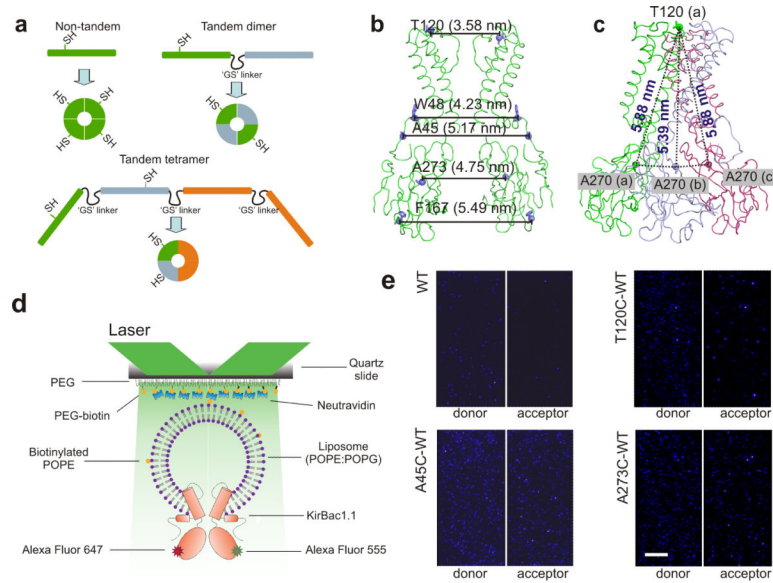 a
Non-tandem
SH
HS
SH
HS
SH
Tandem dimer
SH
'GS' linker
HS
SH
Tandem tetramer
SH
SH
'GS' linker
'GS' linker
'GS' linker
HS
HS
b
T120 (3.58 nm)
W48 (4.23 nm)
A45 (5.17 nm)
A273 (4.75 nm)
F167 (5.49 nm)
c
T120 (a)
5.88 nm
5.39 nm
5.88 nm
A270 (a)
A270 (b)
A270 (c)
d
Laser
Quartz
slide
PEG
PEG-biotin
Neutravidin
Biotinylated
POPE
Liposome
(POPE:POPG)
KirBac1.1
Alexa Fluor 647
Alexa Fluor 555
e
WT
donor
acceptor
T120C-WT
donor
acceptor
A45C-WT
donor
acceptor
A273C-WT
donor
acceptor